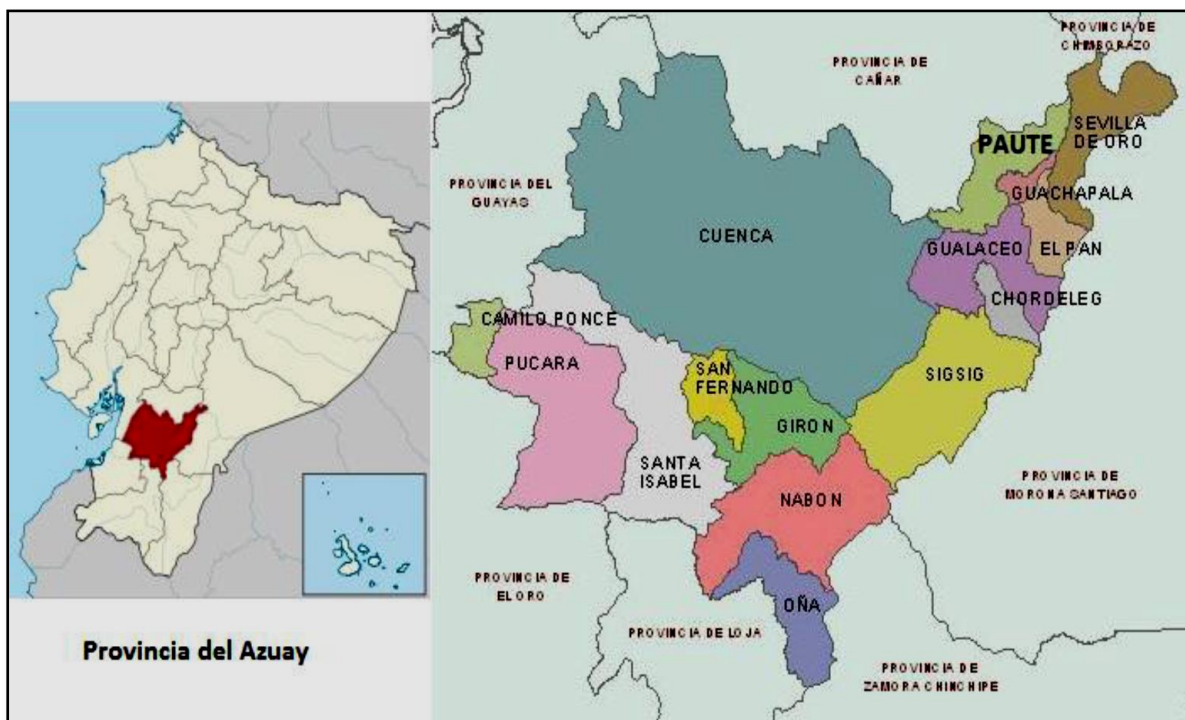 Provincia del Azuay
PROVINCIA DE
CHIMBORAZO
PROVINCIA DE
CAÑAR
PROVINCIA DEL
GUAYAS
PAUTE
SEVILLA
DE ORO
GUACHAPALA
CUENCA
GUALACEO
EL PAN
CHORDELEG
CAMILO PONCE
PUCARA
SAN
FERNANDO
SIGSIG
GIRON
SANTA
ISABEL
NABON
PROVINCIA DE
MORONA SANTIAGO
PROVINCIA DE
EL ORO
OÑA
PROVINCIA DE LOJA
PROVINCIA DE
ZAMORA CHINCHIPE